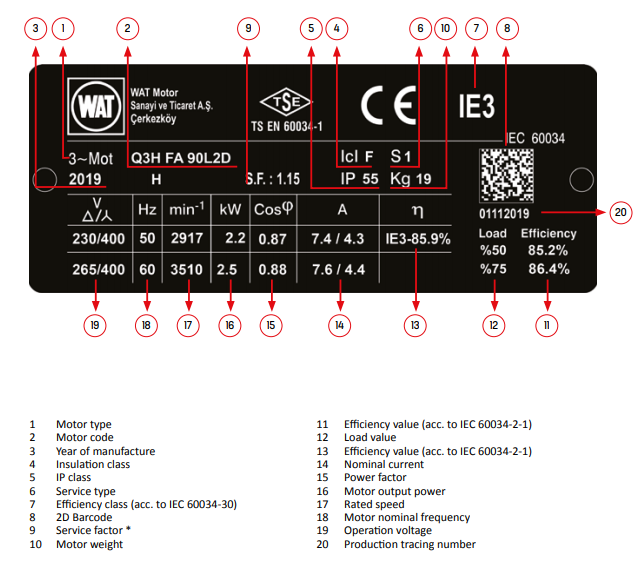 3 1 2 9 5 4 6 10 7 8
WAT
WAT Motor
Sanayi ve Ticaret A.Ş.
Çerkezköy
TSE
TS EN 60034-1
CE
IE3
IEC 60034
3~Mot Q3H FA 90L2D Icl F S1
2019 H S.F. : 1.15 IP 55 Kg 19
01112019
20
V Δ/⅄ Hz min-1 kW Cosφ A η
Load Efficiency
230/400 50 2917 2.2 0.87 7.4 / 4.3 IE3-85.9%
%50 85.2%
265/400 60 3510 2.5 0.88 7.6 / 4.4
%75 86.4%
19 18 17 16 15 14 13 12 11
1 Motor type
2 Motor code
3 Year of manufacture
4 Insulation class
5 IP class
6 Service type
7 Efficiency class (acc. to IEC 60034-30)
8 2D Barcode
9 Service factor *
10 Motor weight
11 Efficiency value (acc. to IEC 60034-2-1)
12 Load value
13 Efficiency value (acc. to IEC 60034-2-1)
14 Nominal current
15 Power factor
16 Motor output power
17 Rated speed
18 Motor nominal frequency
19 Operation voltage
20 Production tracing number